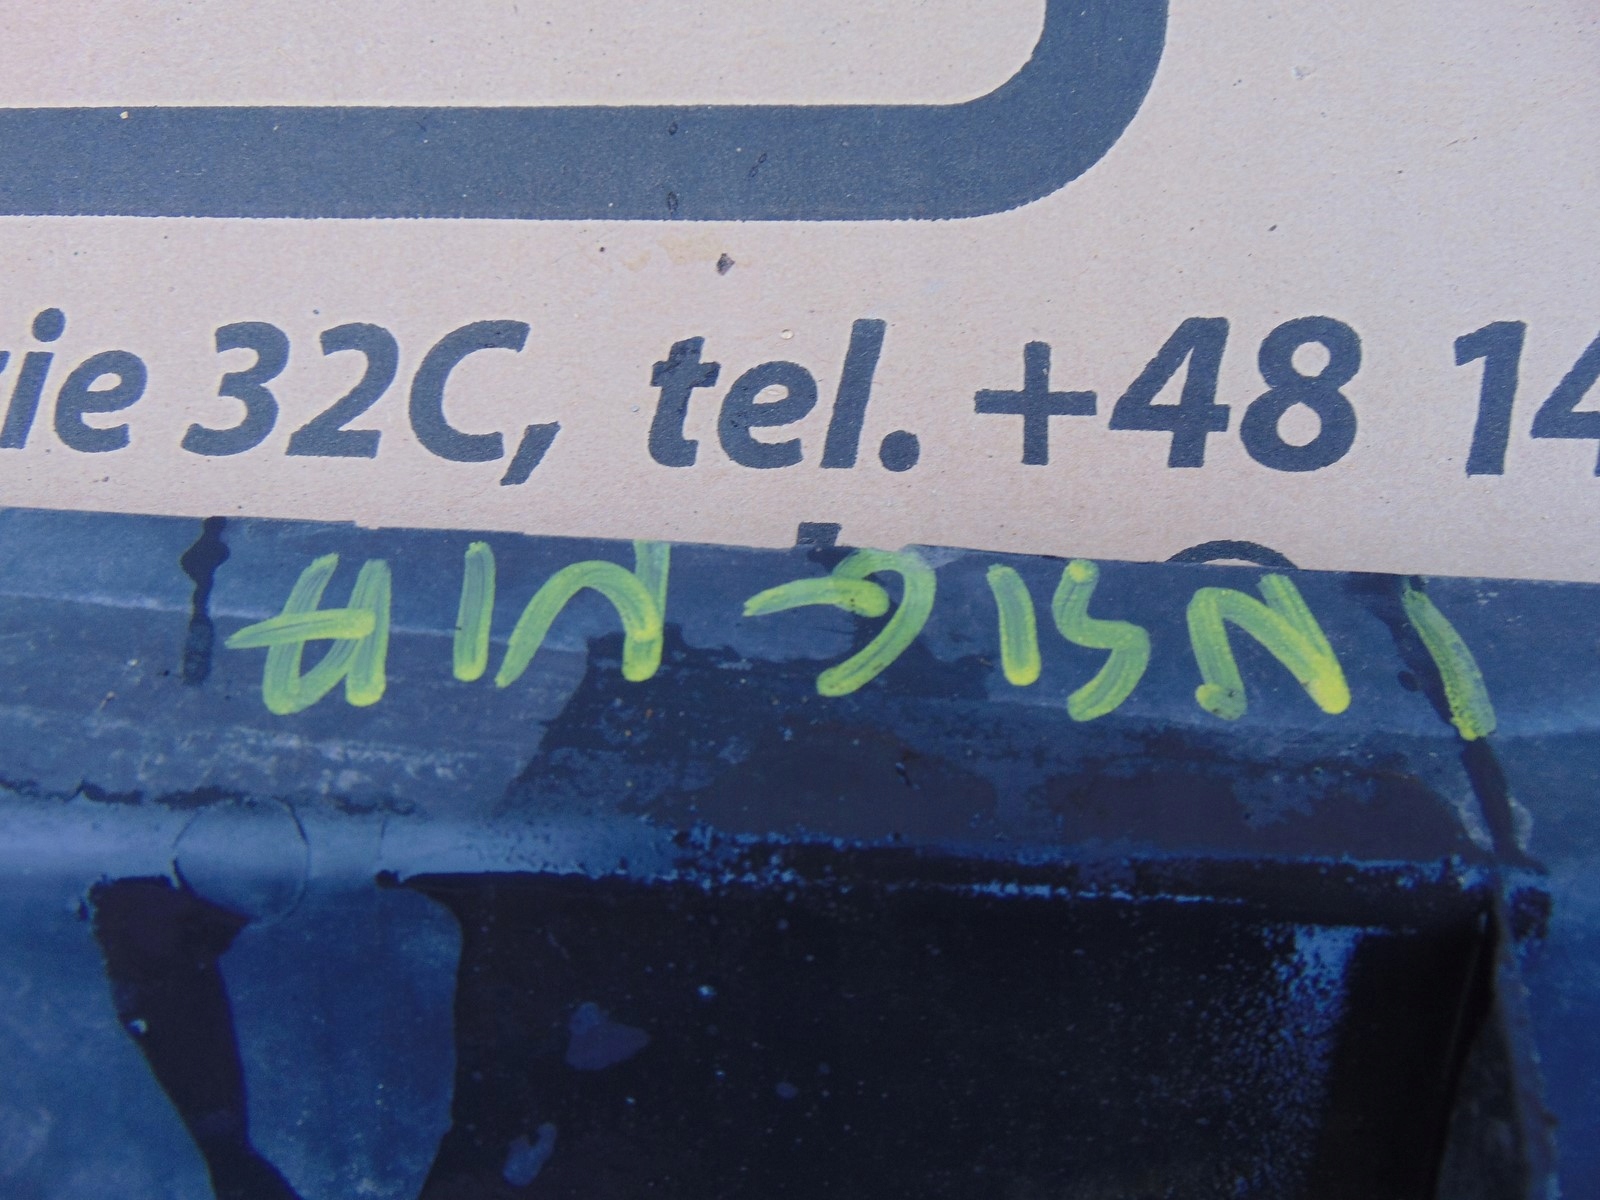 ie 32C, tel. +48 14
INSIGNIA